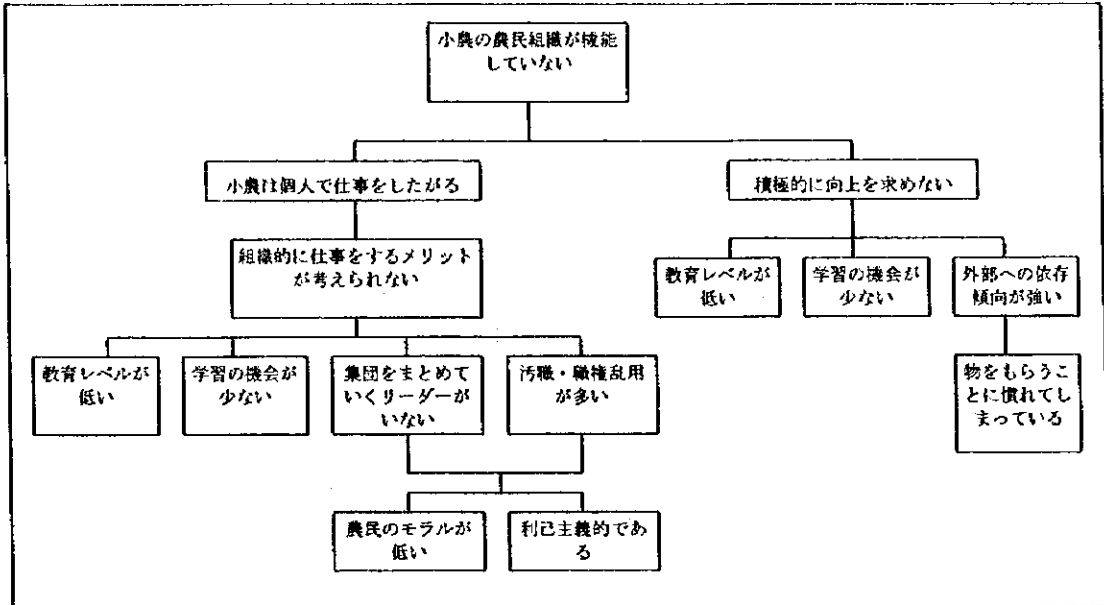 小農の農民組織が機能
していない
小農は個人で仕事をしたがる
積極的に向上を求めない
組織的に仕事をするメリット
が考えられない
教育レベルが
低い
学習の機会が
少ない
外部への依存
傾向が強い
教育レベルが
低い
学習の機会が
少ない
集団をまとめて
いくリーダーが
いない
汚職・職権乱用
が多い
物をもらうこ
とに慣れてし
まっている
農民のモラルが
低い
利己主義的であ
る